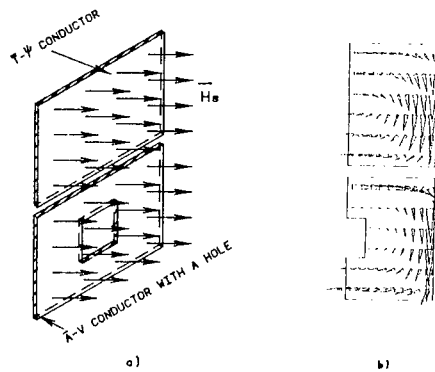 T-Ψ CONDUCTOR
Hs
Ā-V CONDUCTOR WITH A HOLE
a)
b)